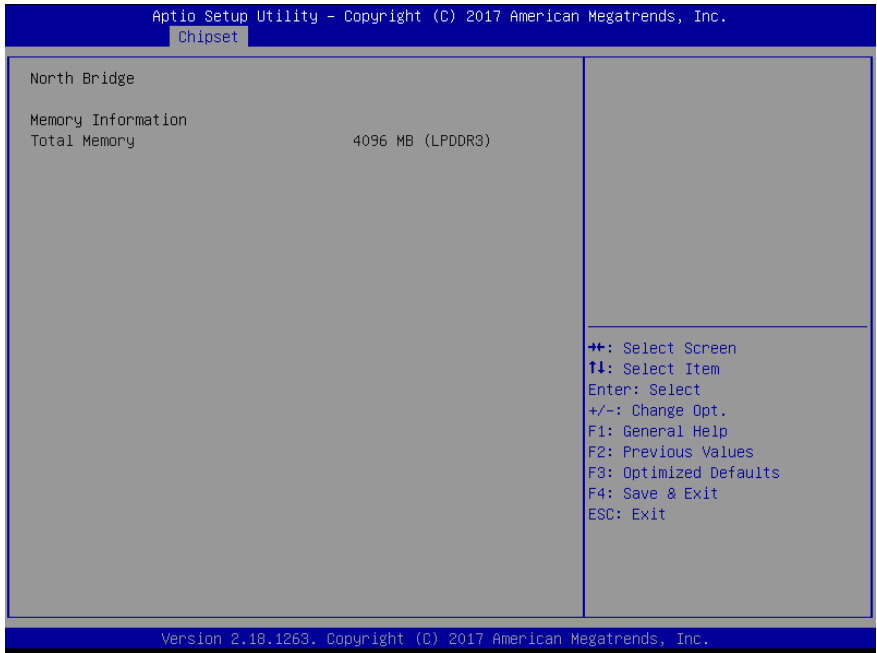 Aptio Setup Utility – Copyright (C) 2017 American Megatrends, Inc.
Chipset
North Bridge
Memory Information
Total Memory 4096 MB (LPDDR3)
→←: Select Screen
↑↓: Select Item
Enter: Select
+/-: Change Opt.
F1: General Help
F2: Previous Values
F3: Optimized Defaults
F4: Save & Exit
ESC: Exit
Version 2.18.1263. Copyright (C) 2017 American Megatrends, Inc.